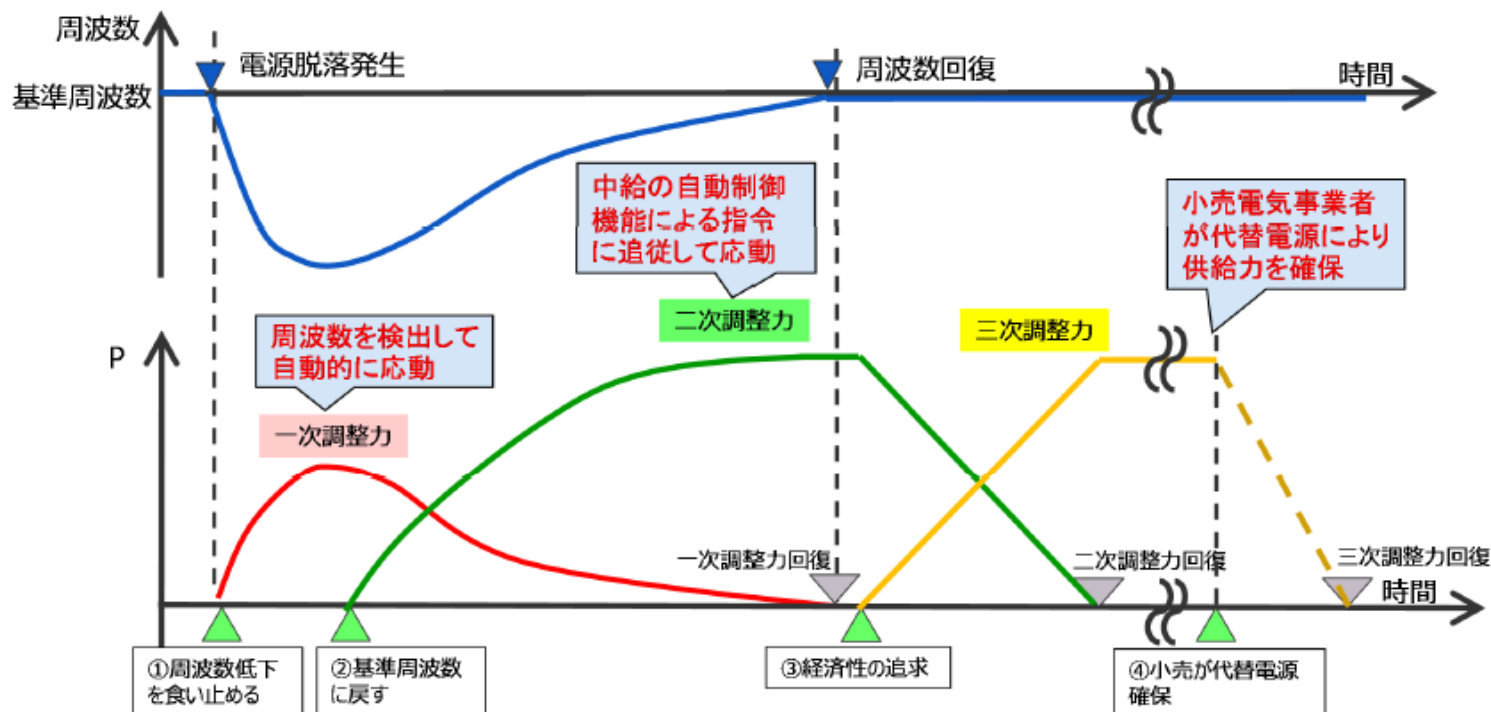 周波数
電源脱落発生
周波数回復
時間
基準周波数
中給の自動制御
機能による指令
に追従して応動
小売電気事業者
が代替電源により
供給力を確保
二次調整力
三次調整力
P
周波数を検出して
自動的に応動
一次調整力
一次調整力回復
二次調整力回復
三次調整力回復
時間
①周波数低下
を食い止める
②基準周波数
に戻す
③経済性の追求
④小売が代替電源
確保